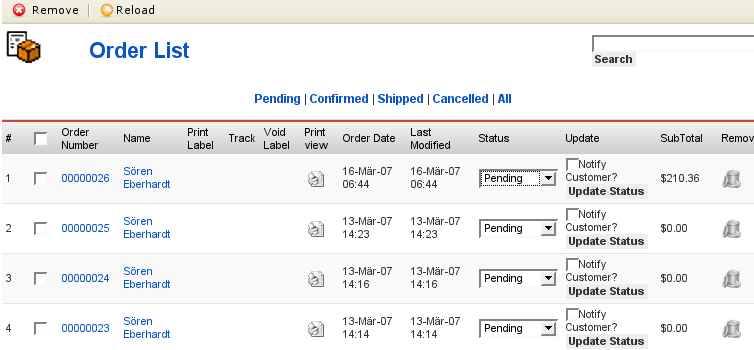 Remove | Reload
Order List
Search
Pending | Confirmed | Shipped | Cancelled | All
# Order Number Name Print Label Track Void Label Print view Order Date Last Modified Status Update SubTotal Remov
1 00000026 Sören Eberhardt 16-Mär-07 06:44 16-Mär-07 06:44 Pending Notify Customer? Update Status $210.36
2 00000025 Sören Eberhardt 13-Mär-07 14:23 13-Mär-07 14:23 Pending Notify Customer? Update Status $0.00
3 00000024 Sören Eberhardt 13-Mär-07 14:16 13-Mär-07 14:16 Pending Notify Customer? Update Status $0.00
4 00000023 Sören Eberhardt 13-Mär-07 14:14 13-Mär-07 14:14 Pending Notify Customer? Update Status $0.00